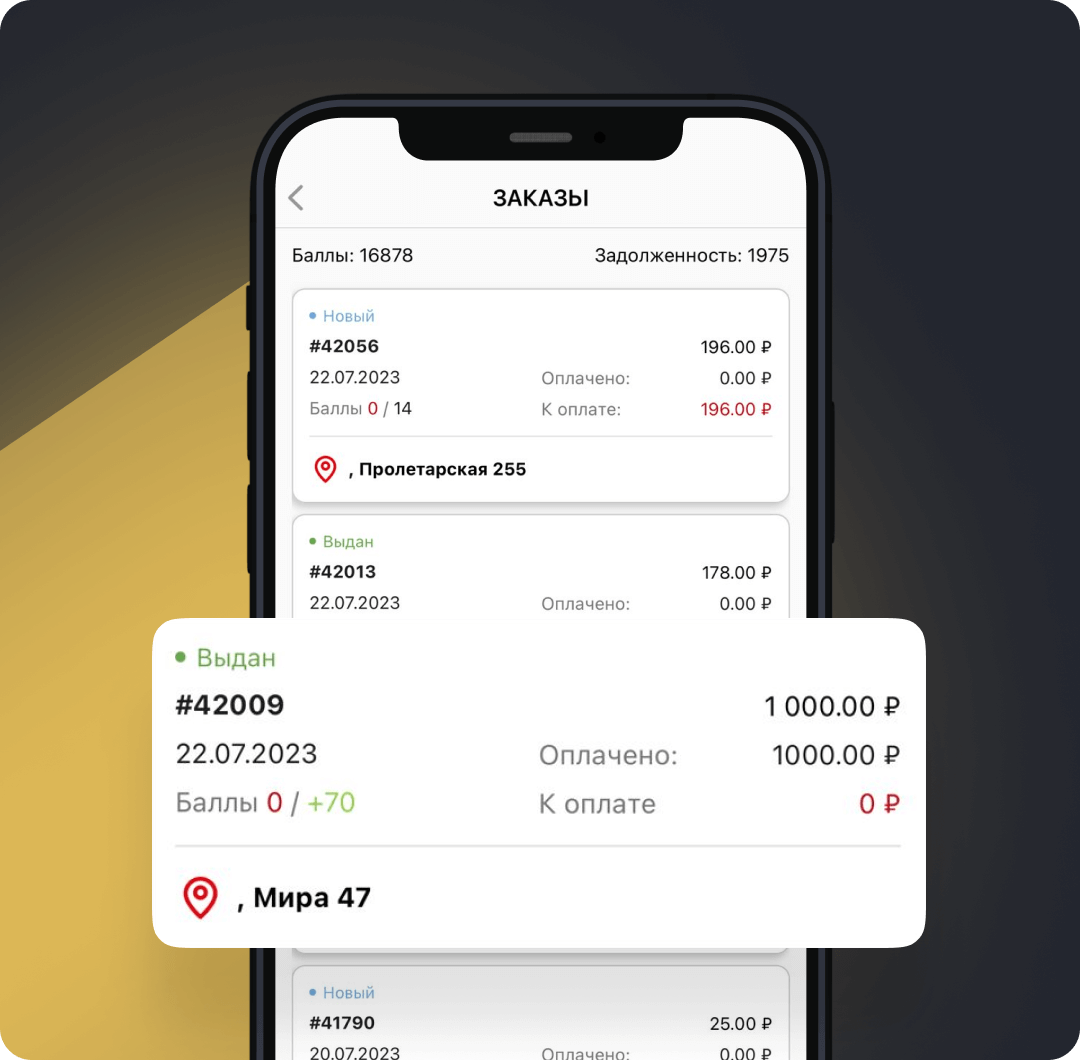 ЗАКАЗЫ
Баллы: 16878 Задолженность: 1975
• Новый
#42056 196.00 ₽
22.07.2023 Оплачено: 0.00 ₽
Баллы 0 / 14 К оплате: 196.00 ₽
, Пролетарская 255
• Выдан
#42013 178.00 ₽
22.07.2023 Оплачено: 0.00 ₽
• Выдан
#42009 1 000.00 ₽
22.07.2023 Оплачено: 1000.00 ₽
Баллы 0 / +70 К оплате 0 ₽
, Мира 47
• Новый
#41790 25.00 ₽
20.07.2023 Оплачено: 0.00 ₽